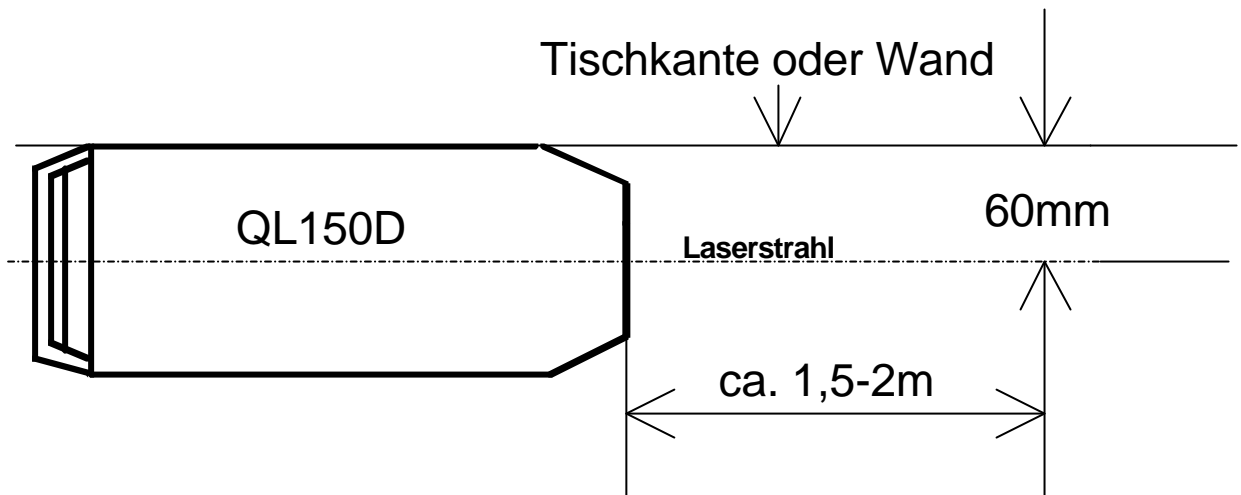 Tischkante oder Wand
QL150D
60mm
Laserstrahl
ca. 1,5-2m